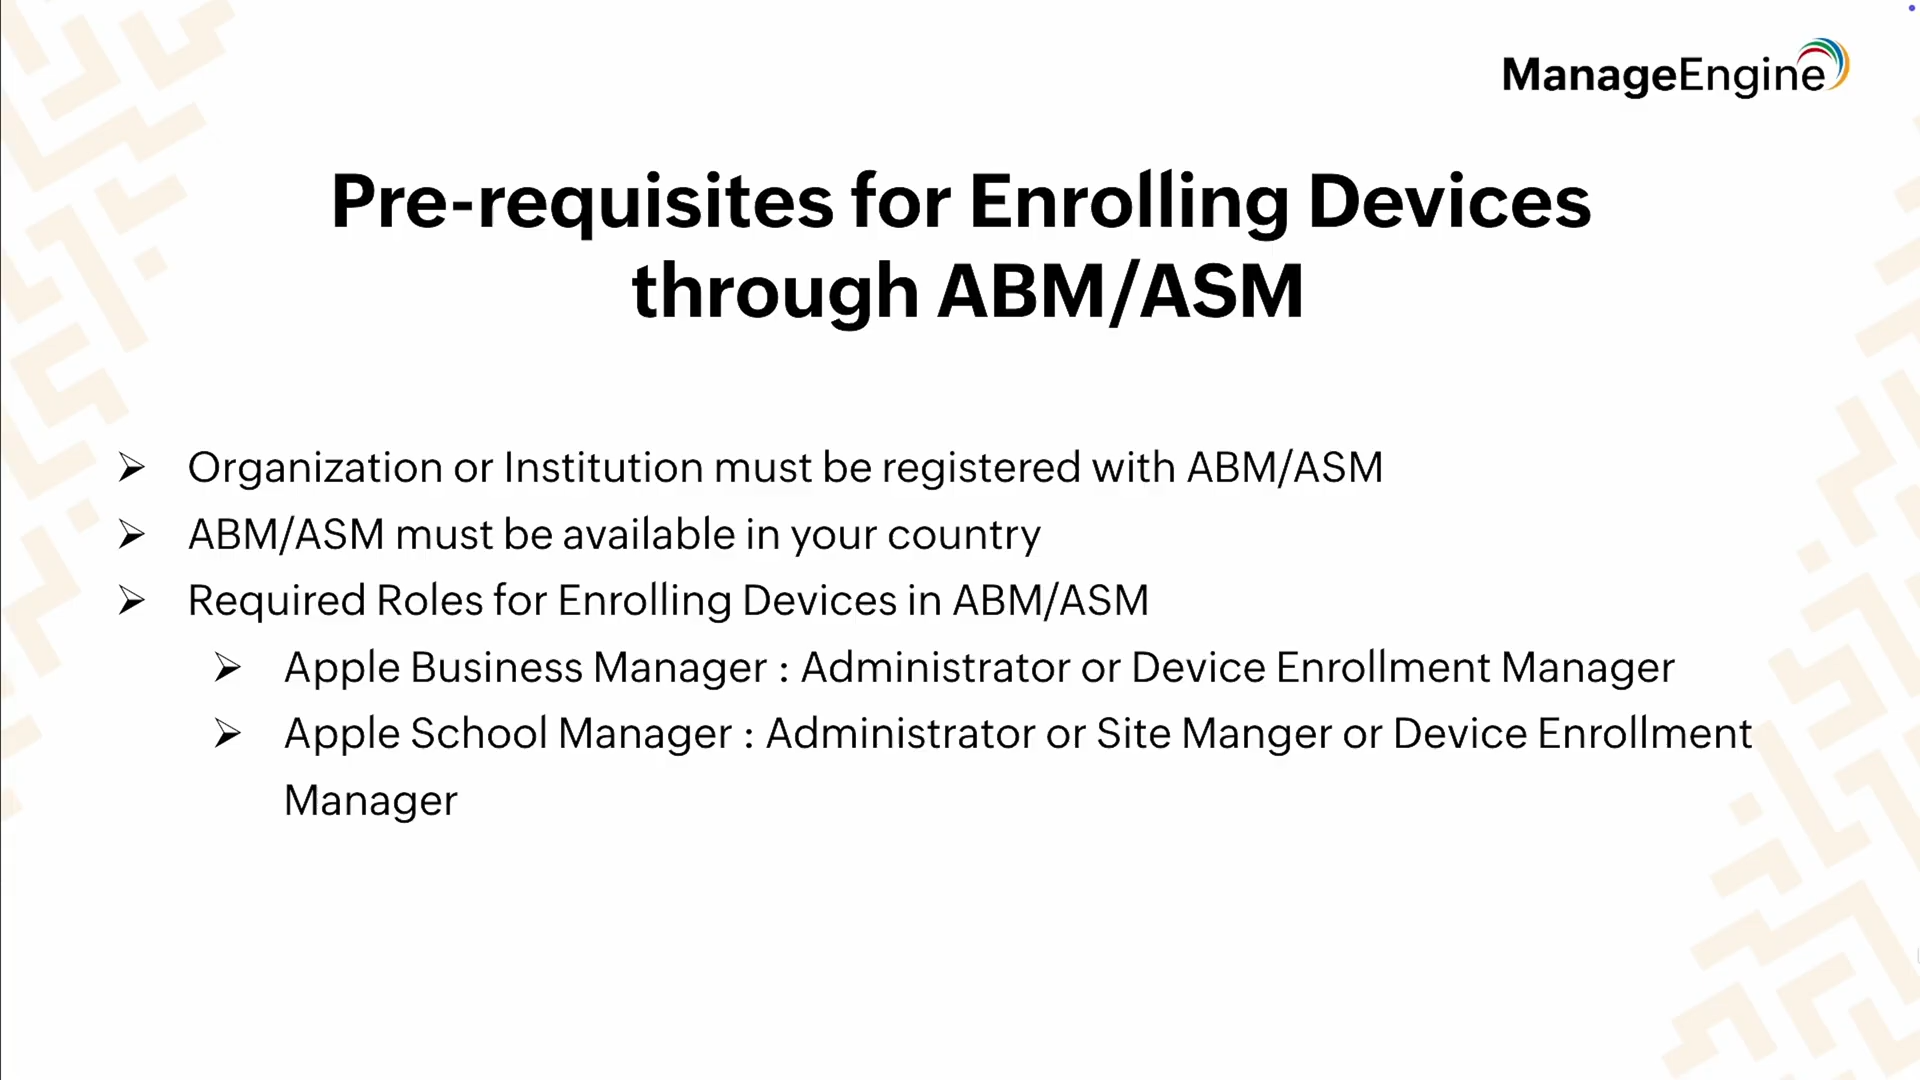 ManageEngine
Pre-requisites for Enrolling Devices
through ABM/ASM
➢ Organization or Institution must be registered with ABM/ASM
➢ ABM/ASM must be available in your country
➢ Required Roles for Enrolling Devices in ABM/ASM
➢ Apple Business Manager : Administrator or Device Enrollment Manager
➢ Apple School Manager : Administrator or Site Manger or Device Enrollment
Manager